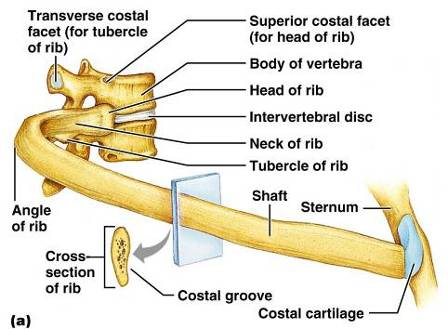 Transverse costal
facet (for tubercle
of rib)
Superior costal facet
(for head of rib)
Body of vertebra
Head of rib
Intervertebral disc
Neck of rib
Tubercle of rib
Shaft
Sternum
Angle
of rib
Cross-
section
of rib
Costal groove
Costal cartilage
(a)